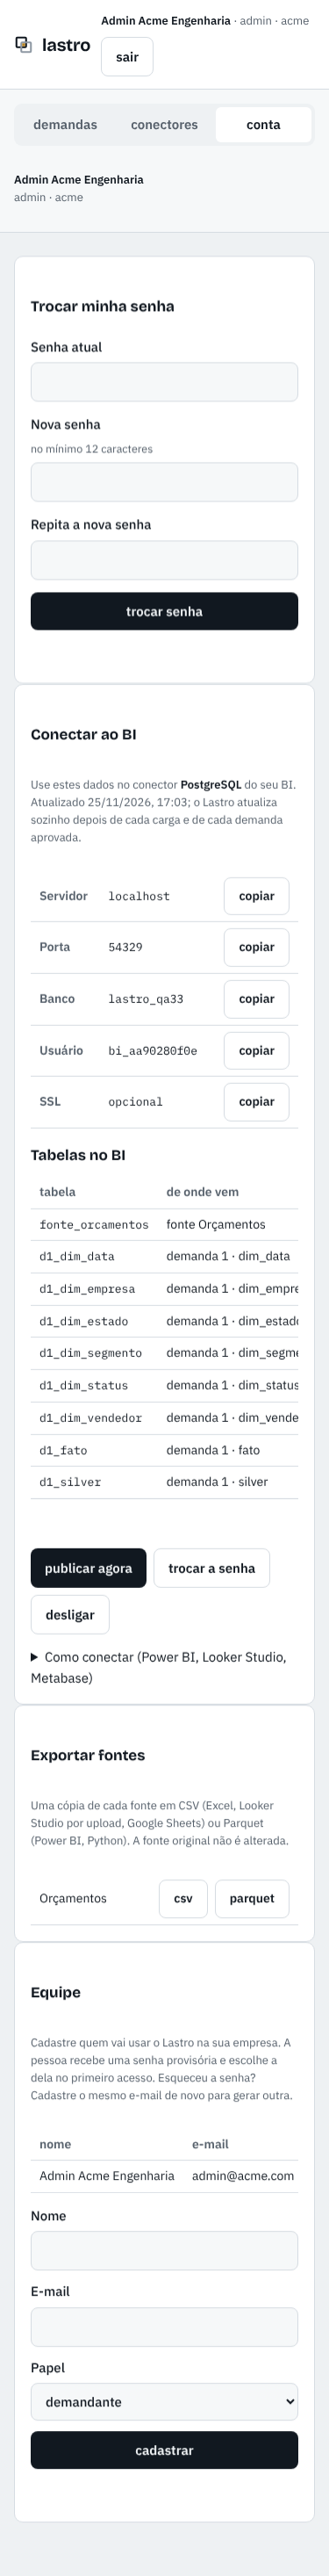 lastro
Admin Acme Engenharia · admin · acme
sair
demandas conectores conta
Admin Acme Engenharia
admin · acme
Trocar minha senha
Senha atual
Nova senha
no mínimo 12 caracteres
Repita a nova senha
trocar senha
Conectar ao BI
Use estes dados no conector PostgreSQL do seu BI.
Atualizado 25/11/2026, 17:03; o Lastro atualiza
sozinho depois de cada carga e de cada demanda
aprovada.
Servidor localhost copiar
Porta 54329 copiar
Banco lastro_qa33 copiar
Usuário bi_aa90280f0e copiar
SSL opcional copiar
Tabelas no BI
tabela de onde vem
fonte_orcamentos fonte Orçamentos
d1_dim_data demanda 1 · dim_data
d1_dim_empresa demanda 1 · dim_empre
d1_dim_estado demanda 1 · dim_estado
d1_dim_segmento demanda 1 · dim_segme
d1_dim_status demanda 1 · dim_status
d1_dim_vendedor demanda 1 · dim_vende
d1_fato demanda 1 · fato
d1_silver demanda 1 · silver
publicar agora trocar a senha
desligar
Como conectar (Power BI, Looker Studio,
Metabase)
Exportar fontes
Uma cópia de cada fonte em CSV (Excel, Looker
Studio por upload, Google Sheets) ou Parquet
(Power BI, Python). A fonte original não é alterada.
Orçamentos csv parquet
Equipe
Cadastre quem vai usar o Lastro na sua empresa. A
pessoa recebe uma senha provisória e escolhe a
dela no primeiro acesso. Esqueceu a senha?
Cadastre o mesmo e-mail de novo para gerar outra.
nome e-mail
Admin Acme Engenharia admin@acme.com
Nome
E-mail
Papel
demandante
cadastrar